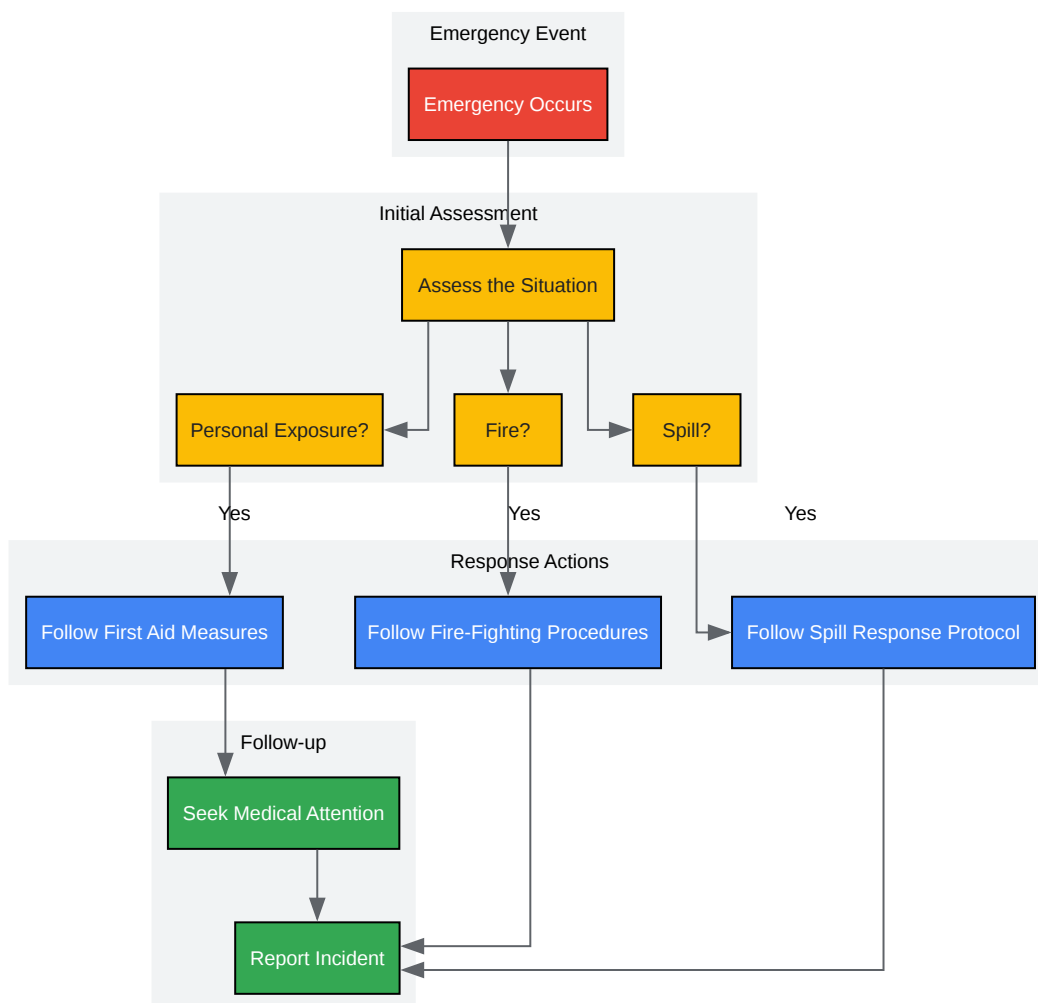 Emergency Event
Emergency Occurs
Initial Assessment
Assess the Situation
Personal Exposure?
Fire?
Spill?
Yes
Yes
Yes
Response Actions
Follow First Aid Measures
Follow Fire-Fighting Procedures
Follow Spill Response Protocol
Follow-up
Seek Medical Attention
Report Incident